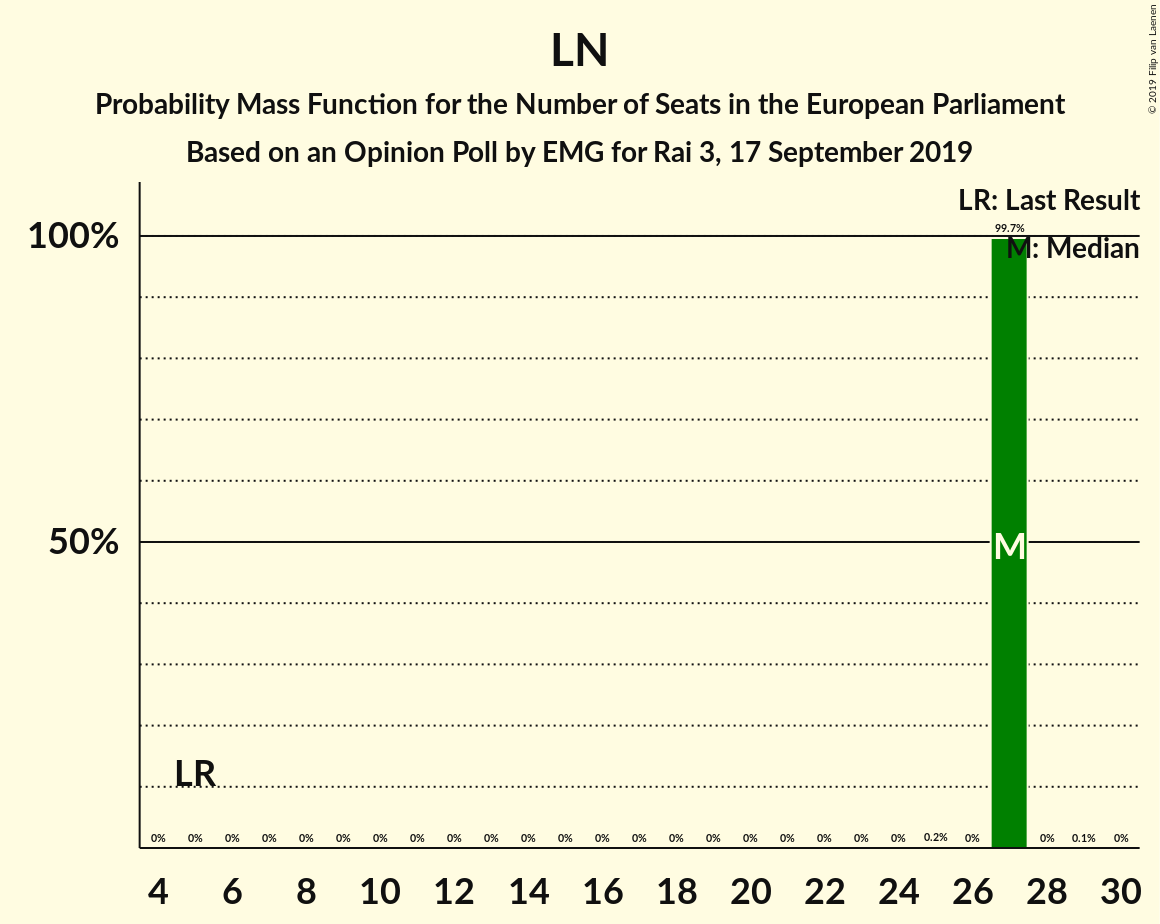 LN
Probability Mass Function for the Number of Seats in the European Parliament
Based on an Opinion Poll by EMG for Rai 3, 17 September 2019
© 2019 Filip van Laenen
LR: Last Result
M: Median
100%
50%
99.7%
M
LR
0% 0% 0% 0% 0% 0% 0% 0% 0% 0% 0% 0% 0% 0% 0% 0% 0% 0% 0% 0% 0% 0.2% 0% 0% 0.1% 0%
4 6 8 10 12 14 16 18 20 22 24 26 28 30